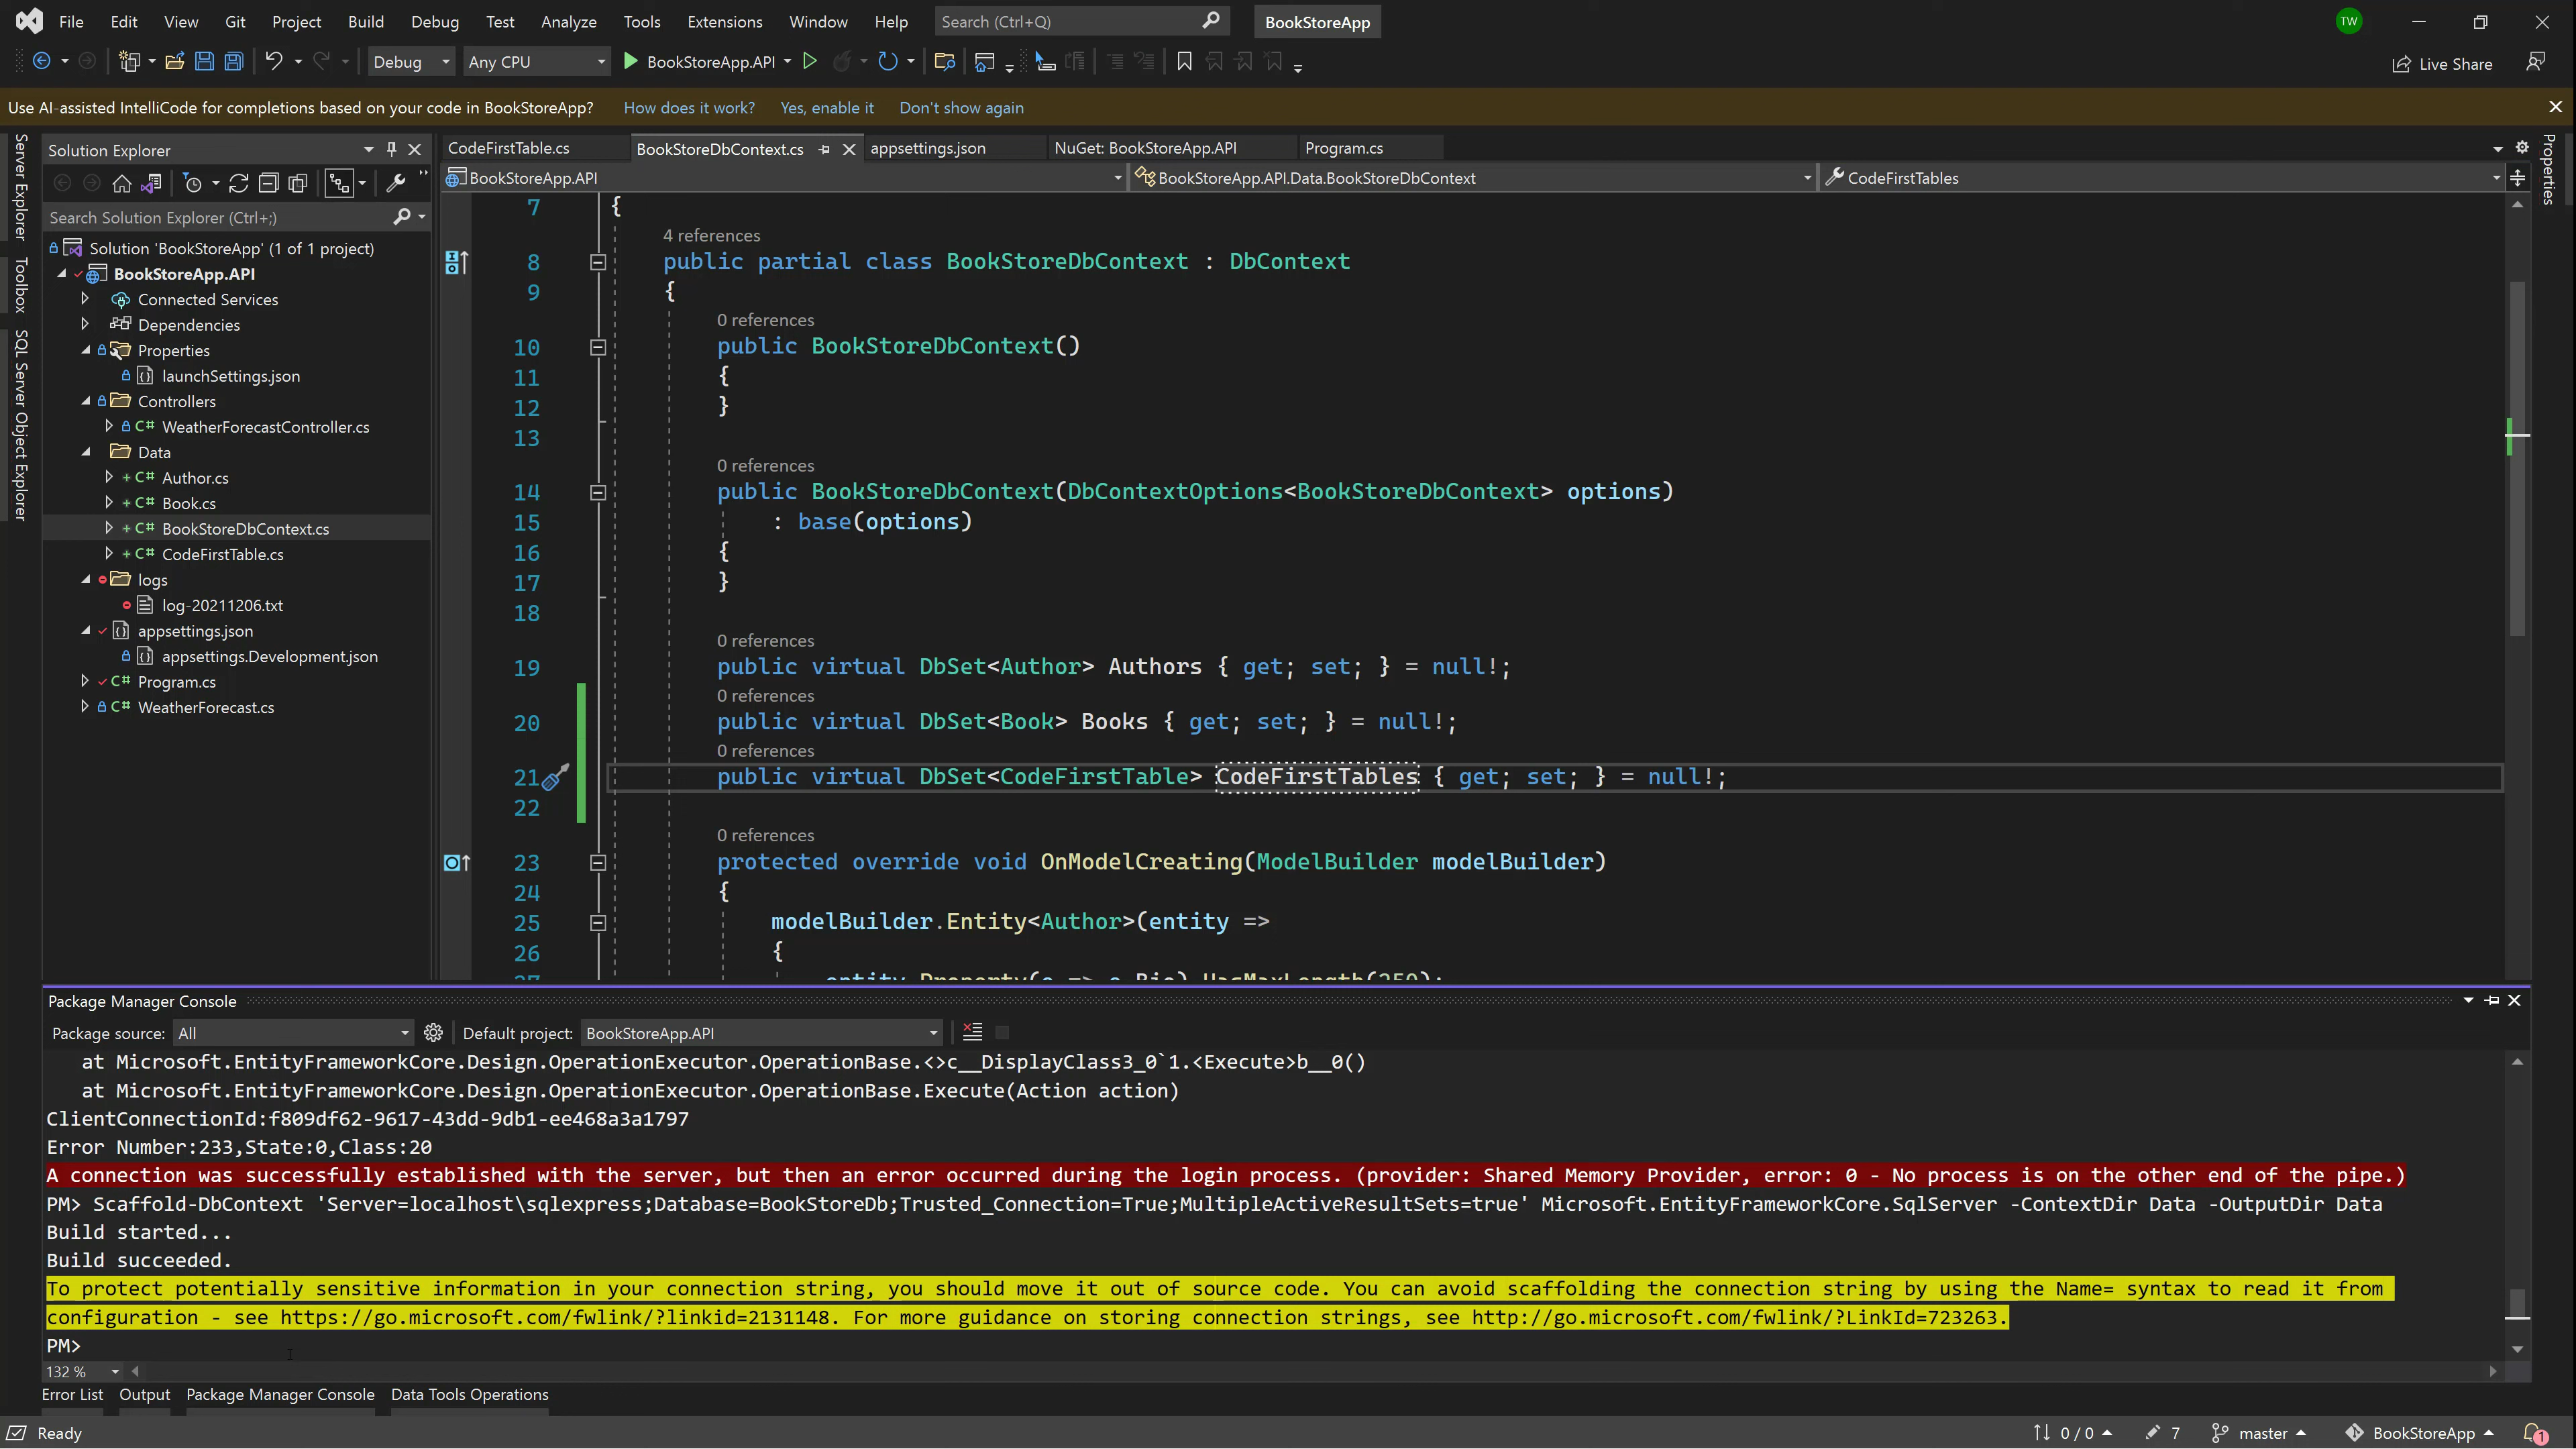 File Edit View Git Project Build Debug Test Analyze Tools Extensions Window Help Search (Ctrl+Q) BookStoreApp TW
Debug Any CPU BookStoreApp.API Live Share
Use AI-assisted IntelliCode for completions based on your code in BookStoreApp? How does it work? Yes, enable it Don't show again
Server Explorer
Toolbox
SQL Server Object Explorer
Solution Explorer
Search Solution Explorer (Ctrl+;)
Solution 'BookStoreApp' (1 of 1 project)
BookStoreApp.API
Connected Services
Dependencies
Properties
launchSettings.json
Controllers
C# WeatherForecastController.cs
Data
C# Author.cs
C# Book.cs
C# BookStoreDbContext.cs
C# CodeFirstTable.cs
logs
log-20211206.txt
appsettings.json
appsettings.Development.json
C# Program.cs
C# WeatherForecast.cs
CodeFirstTable.cs BookStoreDbContext.cs appsettings.json NuGet: BookStoreApp.API Program.cs
BookStoreApp.API BookStoreApp.API.Data.BookStoreDbContext CodeFirstTables
Properties
7 {
4 references
8 public partial class BookStoreDbContext : DbContext
9 {
0 references
10 public BookStoreDbContext()
11 {
12 }
13
0 references
14 public BookStoreDbContext(DbContextOptions<BookStoreDbContext> options)
15 : base(options)
16 {
17 }
18
0 references
19 public virtual DbSet<Author> Authors { get; set; } = null!;
0 references
20 public virtual DbSet<Book> Books { get; set; } = null!;
0 references
21 public virtual DbSet<CodeFirstTable> CodeFirstTables { get; set; } = null!;
22
0 references
23 protected override void OnModelCreating(ModelBuilder modelBuilder)
24 {
25 modelBuilder.Entity<Author>(entity =>
26 {
27 entity.Property(e => e.Bio).HasMaxLength(250);
Package Manager Console
Package source: All Default project: BookStoreApp.API
at Microsoft.EntityFrameworkCore.Design.OperationExecutor.OperationBase.<>c__DisplayClass3_0`1.<Execute>b__0()
at Microsoft.EntityFrameworkCore.Design.OperationExecutor.OperationBase.Execute(Action action)
ClientConnectionId:f809df62-9617-43dd-9db1-ee468a3a1797
Error Number:233,State:0,Class:20
A connection was successfully established with the server, but then an error occurred during the login process. (provider: Shared Memory Provider, error: 0 - No process is on the other end of the pipe.)
PM> Scaffold-DbContext 'Server=localhost\sqlexpress;Database=BookStoreDb;Trusted_Connection=True;MultipleActiveResultSets=true' Microsoft.EntityFrameworkCore.SqlServer -ContextDir Data -OutputDir Data
Build started...
Build succeeded.
To protect potentially sensitive information in your connection string, you should move it out of source code. You can avoid scaffolding the connection string by using the Name= syntax to read it from
configuration - see https://go.microsoft.com/fwlink/?linkid=2131148. For more guidance on storing connection strings, see http://go.microsoft.com/fwlink/?LinkId=723263.
PM>
132 %
Error List Output Package Manager Console Data Tools Operations
Ready 0 / 0 7 master BookStoreApp 1